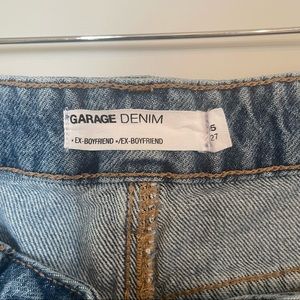 GARAGE DENIM
• EX-BOYFRIEND •/EX-BOYFRIEND
5
27